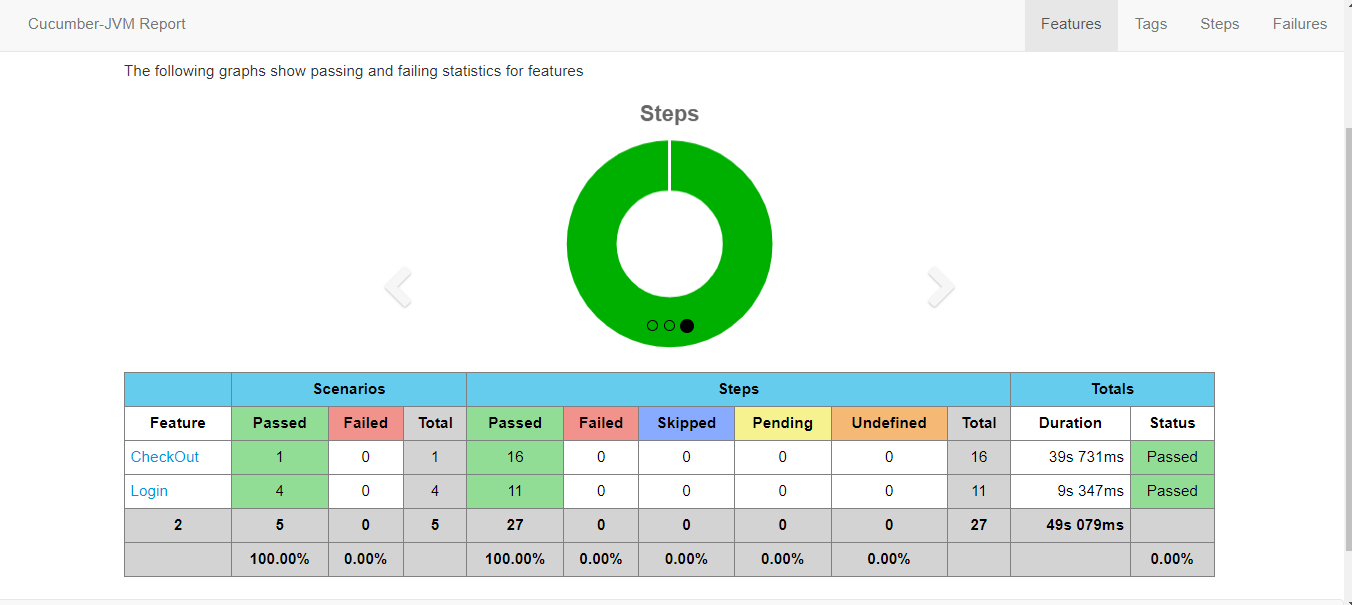 Cucumber-JVM Report Features Tags Steps Failures
The following graphs show passing and failing statistics for features
Steps
Scenarios Steps Totals
Feature Passed Failed Total Passed Failed Skipped Pending Undefined Total Duration Status
CheckOut 1 0 1 16 0 0 0 0 16 39s 731ms Passed
Login 4 0 4 11 0 0 0 0 11 9s 347ms Passed
2 5 0 5 27 0 0 0 0 27 49s 079ms
100.00% 0.00% 100.00% 0.00% 0.00% 0.00% 0.00% 0.00%